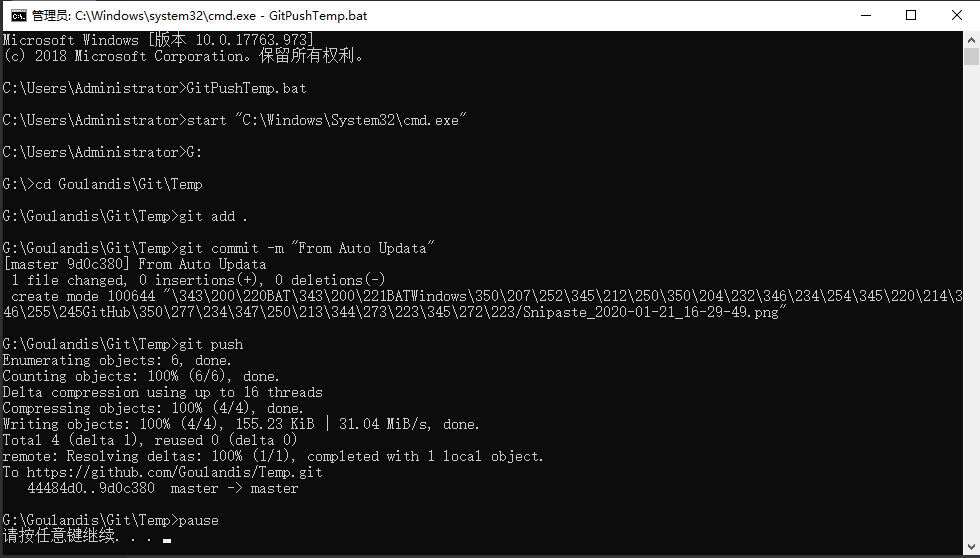 管理员: C:\Windows\system32\cmd.exe - GitPushTemp.bat
Microsoft Windows [版本 10.0.17763.973]
(c) 2018 Microsoft Corporation。保留所有权利。
C:\Users\Administrator>GitPushTemp.bat
C:\Users\Administrator>start "C:\Windows\System32\cmd.exe"
C:\Users\Administrator>G:
G:\>cd Goulandis\Git\Temp
G:\Goulandis\Git\Temp>git add .
G:\Goulandis\Git\Temp>git commit -m "From Auto Updata"
[master 9d0c380] From Auto Updata
1 file changed, 0 insertions(+), 0 deletions(-)
create mode 100644 "\343\200\220BAT\343\200\221BATWindows\350\207\252\345\212\250\350\204\232\346\234\254\345\220\214\3
46\255\245GitHub\350\277\234\347\250\213\344\273\223\345\272\223/Snipaste_2020-01-21_16-29-49.png"
G:\Goulandis\Git\Temp>git push
Enumerating objects: 6, done.
Counting objects: 100% (6/6), done.
Delta compression using up to 16 threads
Compressing objects: 100% (4/4), done.
Writing objects: 100% (4/4), 155.23 KiB | 31.04 MiB/s, done.
Total 4 (delta 1), reused 0 (delta 0)
remote: Resolving deltas: 100% (1/1), completed with 1 local object.
To https://github.com/Goulandis/Temp.git
44484d0..9d0c380  master -> master
G:\Goulandis\Git\Temp>pause
请按任意键继续. . .